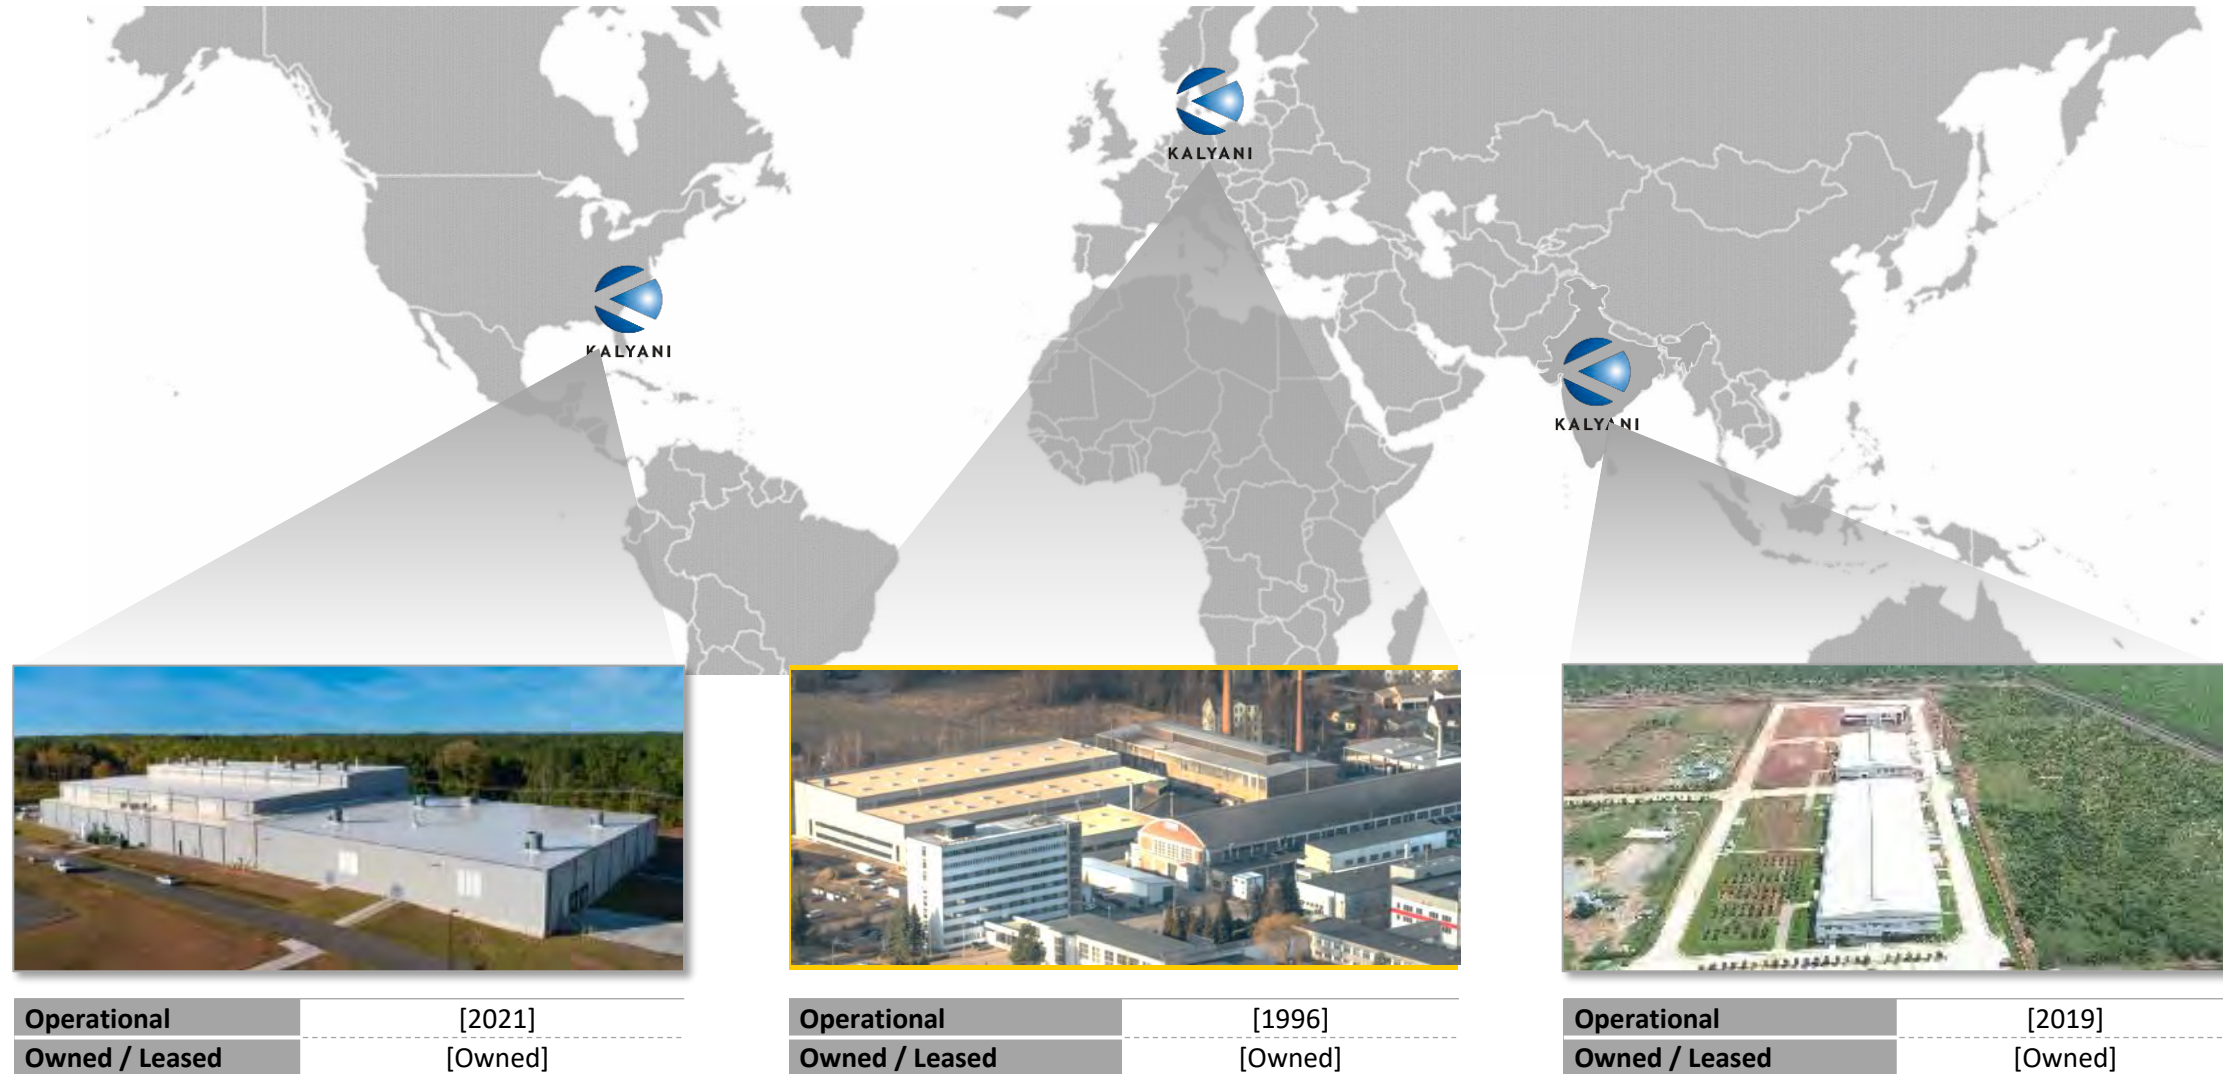 KALYANI
KALYANI
KALYANI
Operational [2021]
Owned / Leased [Owned]
Operational [1996]
Owned / Leased [Owned]
Operational [2019]
Owned / Leased [Owned]